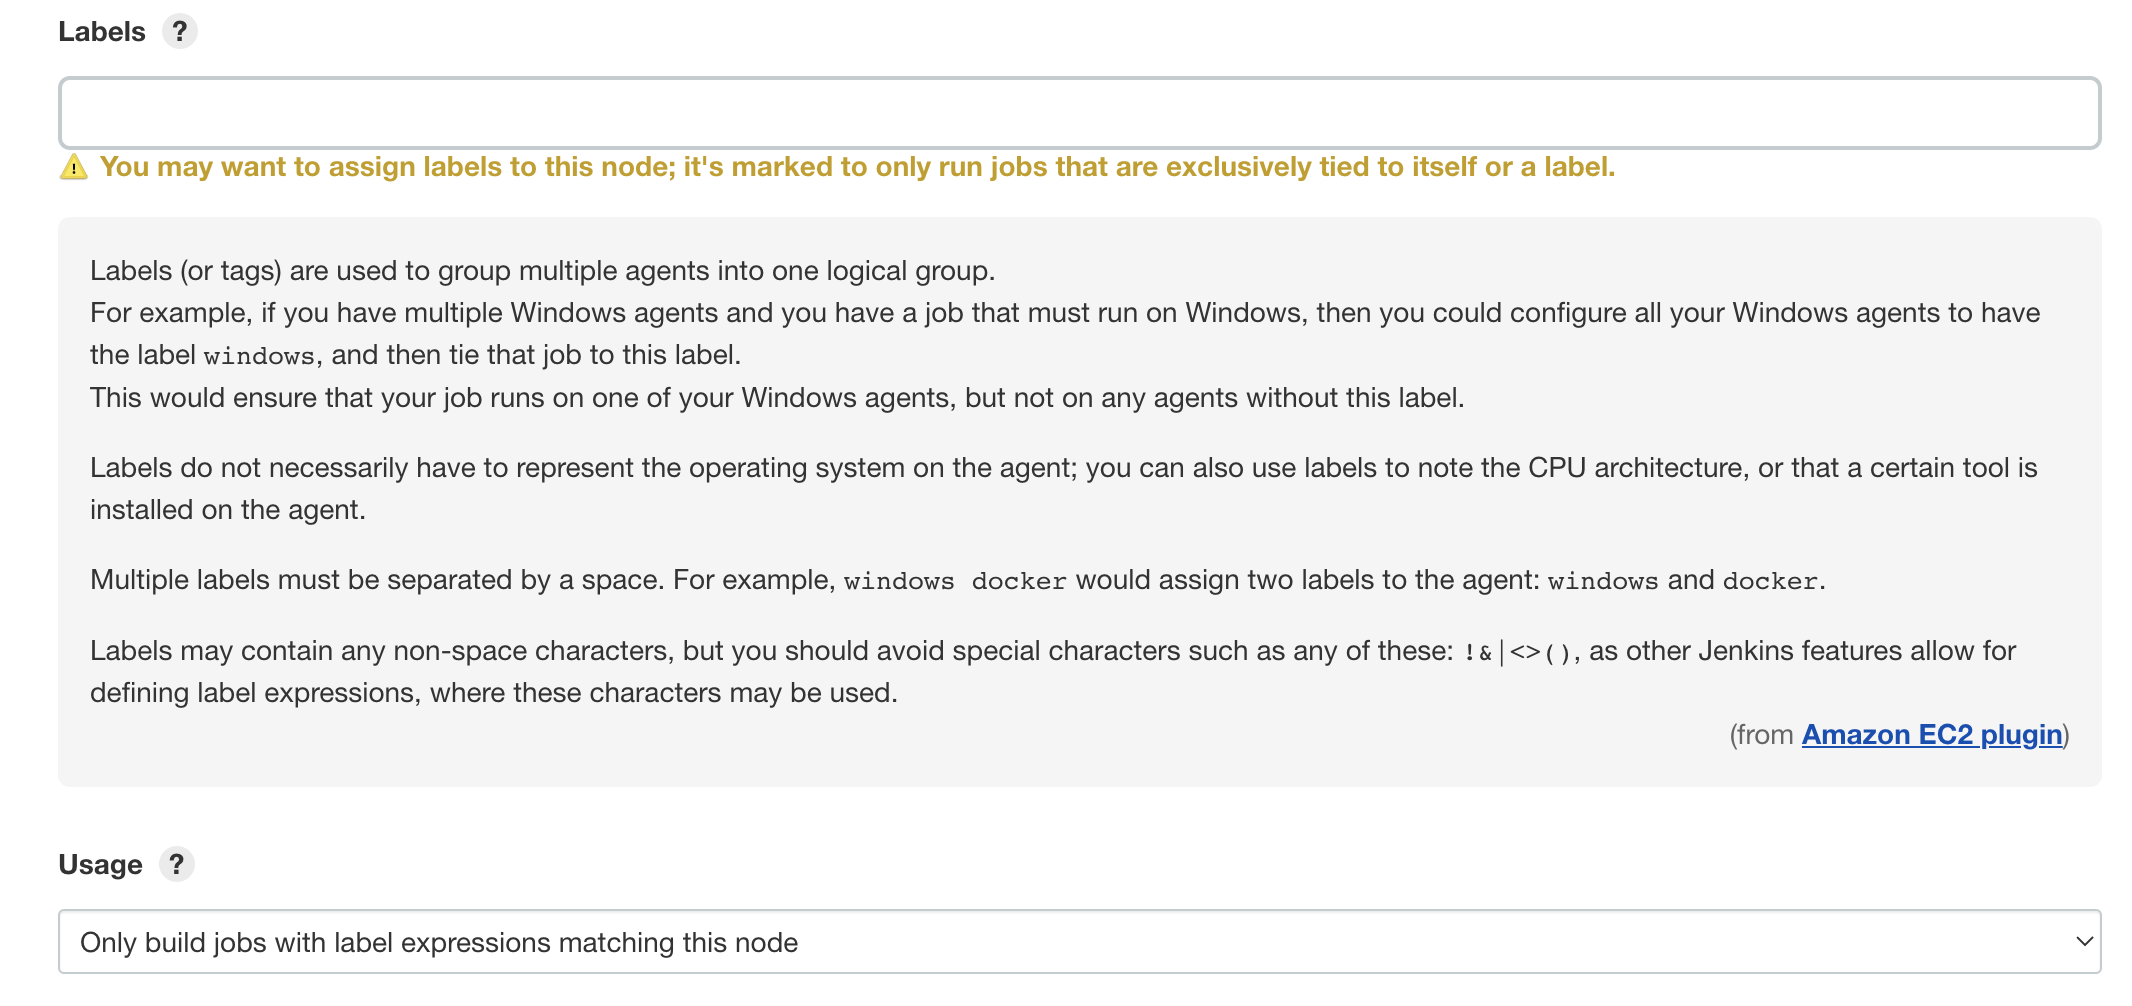 Labels ?
You may want to assign labels to this node; it's marked to only run jobs that are exclusively tied to itself or a label.
Labels (or tags) are used to group multiple agents into one logical group.
For example, if you have multiple Windows agents and you have a job that must run on Windows, then you could configure all your Windows agents to have
the label windows, and then tie that job to this label.
This would ensure that your job runs on one of your Windows agents, but not on any agents without this label.
Labels do not necessarily have to represent the operating system on the agent; you can also use labels to note the CPU architecture, or that a certain tool is
installed on the agent.
Multiple labels must be separated by a space. For example, windows docker would assign two labels to the agent: windows and docker.
Labels may contain any non-space characters, but you should avoid special characters such as any of these: !&|<>(), as other Jenkins features allow for
defining label expressions, where these characters may be used.
(from Amazon EC2 plugin)
Usage ?
Only build jobs with label expressions matching this node